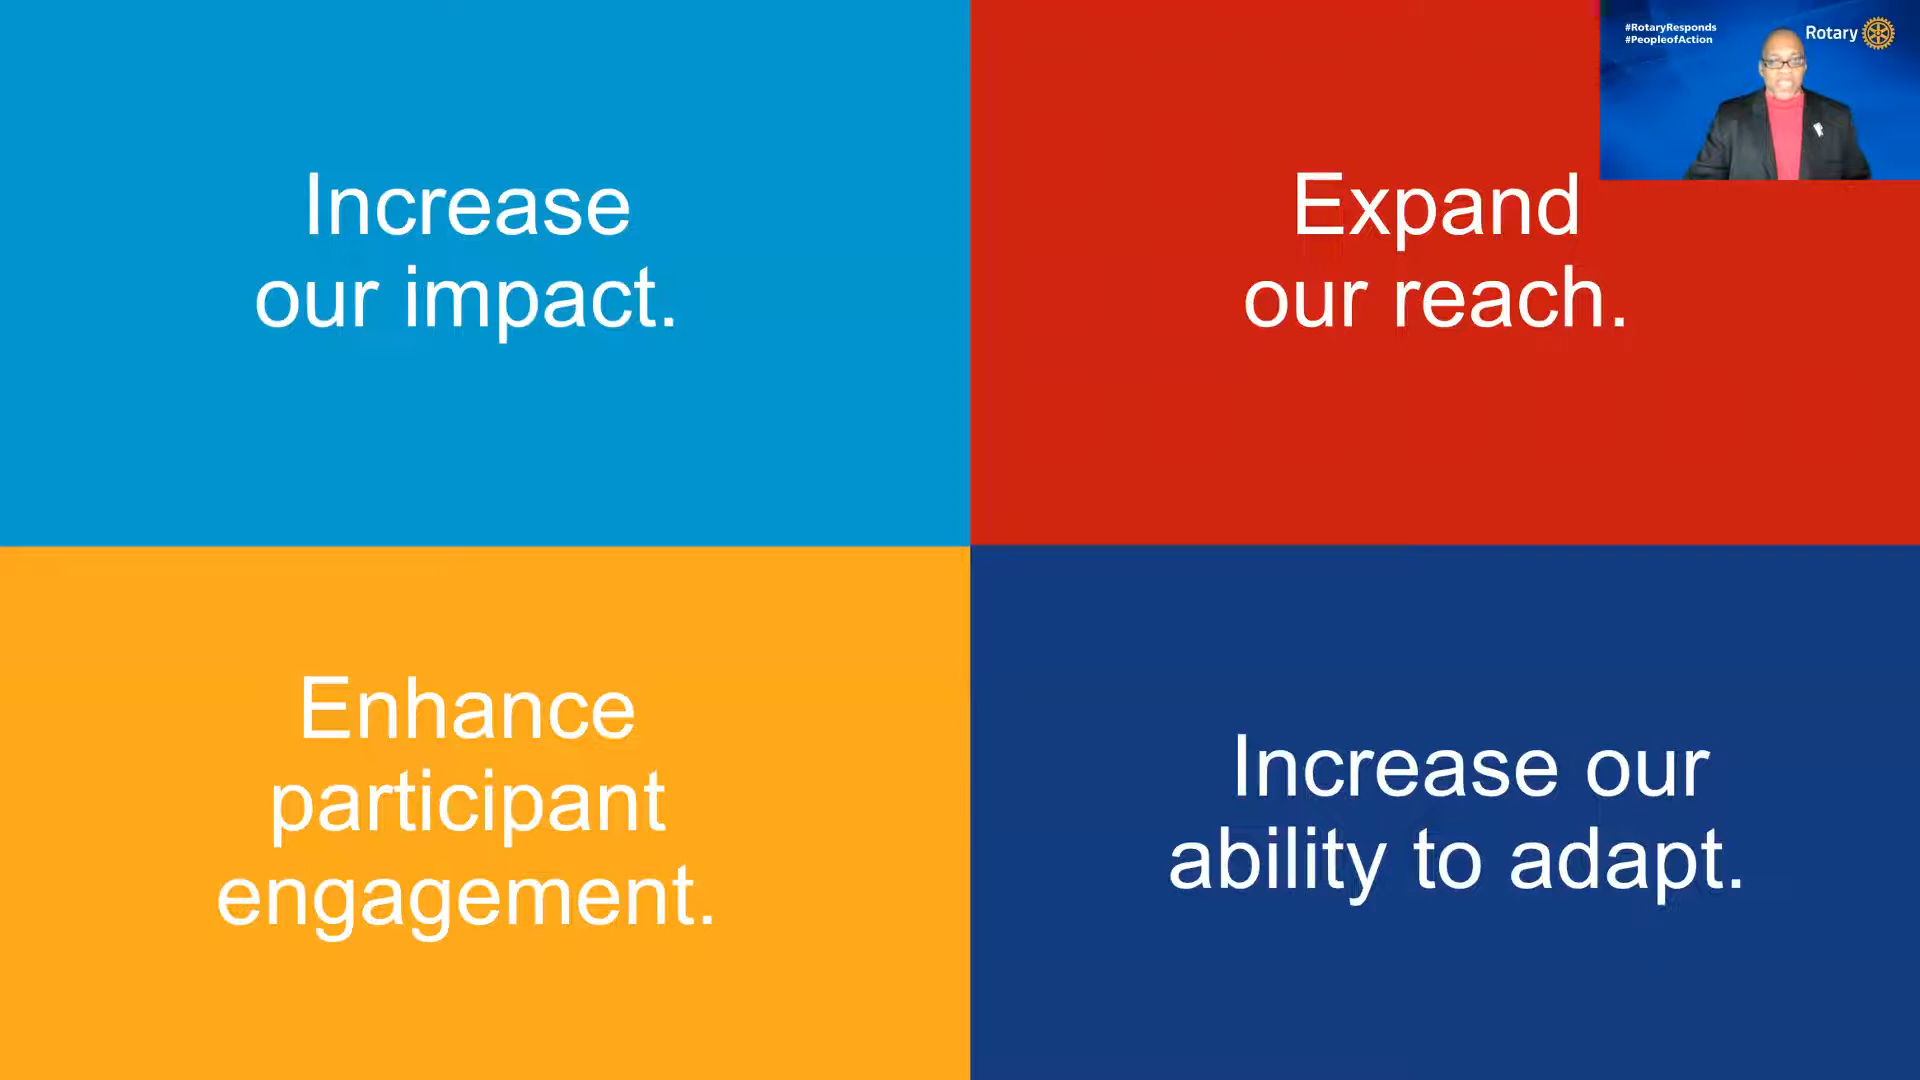 Increase
our impact.
Expand
our reach.
#RotaryResponds
#PeopleofAction
Rotary
Enhance
participant
engagement.
Increase our
ability to adapt.